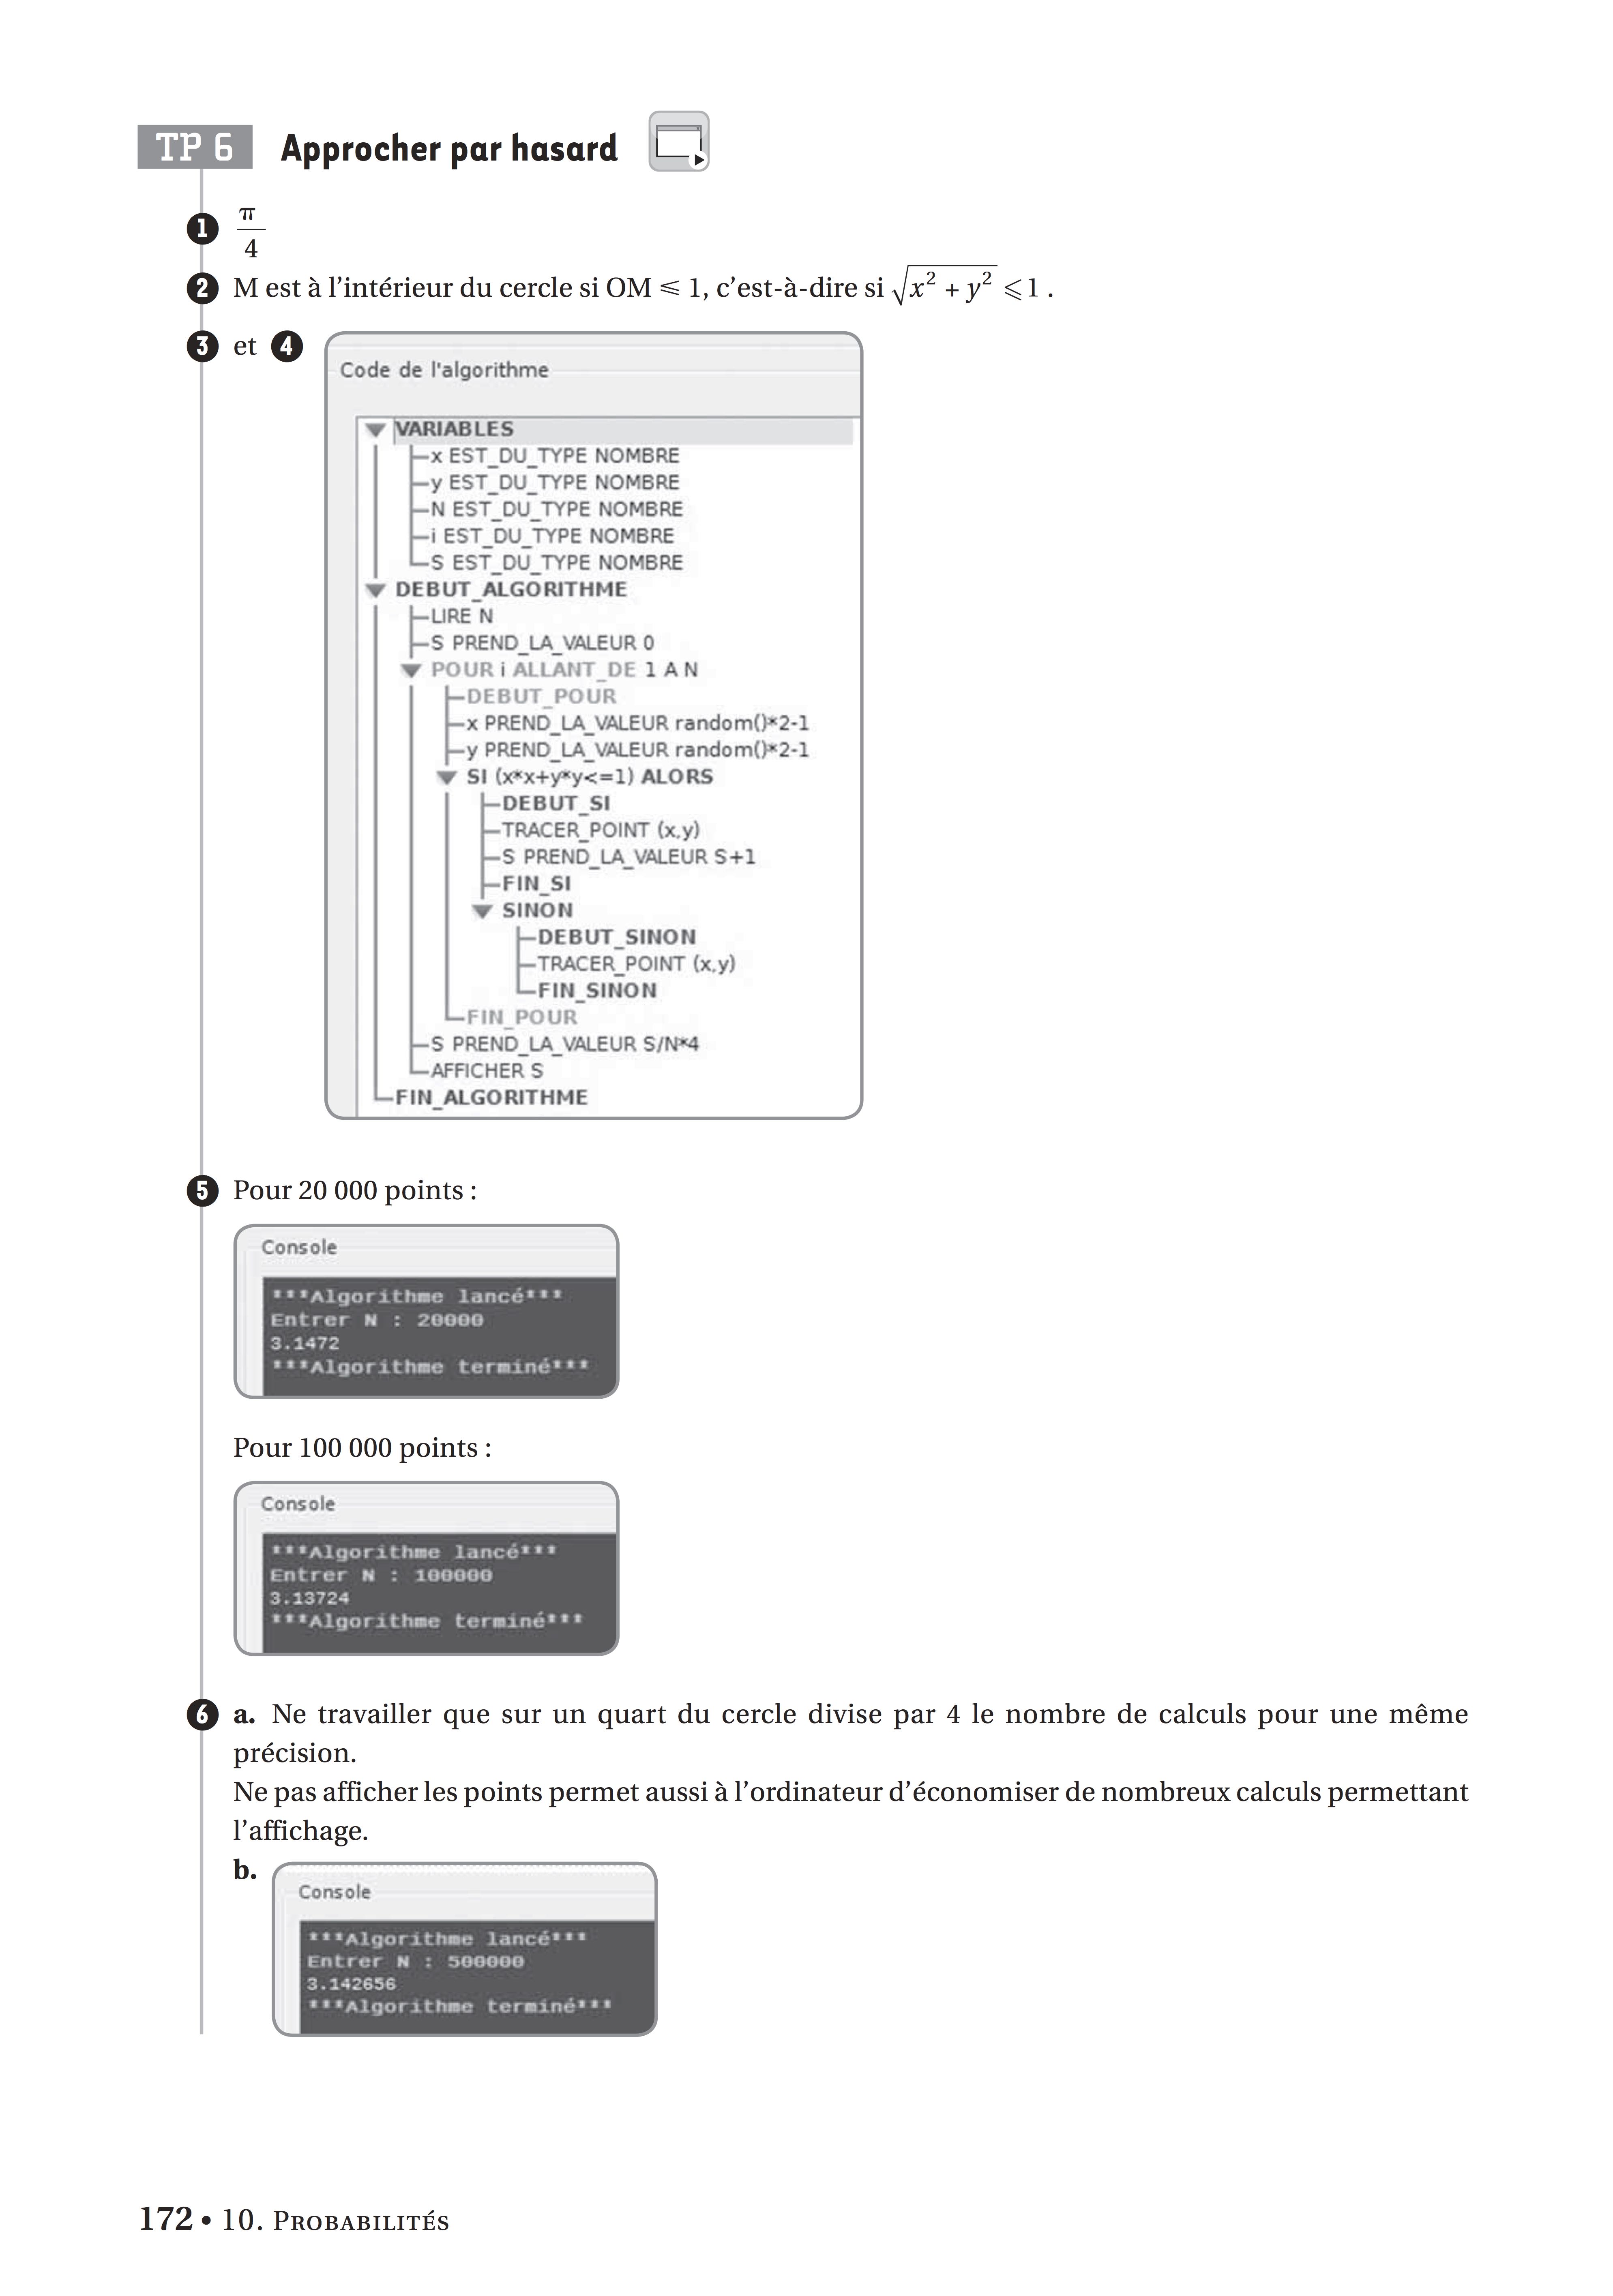 TP 6 Approcher par hasard
1 π/4
2 M est à l’intérieur du cercle si OM ⩽ 1, c’est-à-dire si √(x² + y²) ⩽ 1 .
3 et 4
Code de l'algorithme
VARIABLES
x EST_DU_TYPE NOMBRE
y EST_DU_TYPE NOMBRE
N EST_DU_TYPE NOMBRE
i EST_DU_TYPE NOMBRE
S EST_DU_TYPE NOMBRE
DEBUT_ALGORITHME
LIRE N
S PREND_LA_VALEUR 0
POUR i ALLANT_DE 1 A N
DEBUT_POUR
x PREND_LA_VALEUR random()*2-1
y PREND_LA_VALEUR random()*2-1
SI (x*x+y*y<=1) ALORS
DEBUT_SI
TRACER_POINT (x,y)
S PREND_LA_VALEUR S+1
FIN_SI
SINON
DEBUT_SINON
TRACER_POINT (x,y)
FIN_SINON
FIN_POUR
S PREND_LA_VALEUR S/N*4
AFFICHER S
FIN_ALGORITHME
5 Pour 20 000 points :
Console
***Algorithme lancé***
Entrer N : 20000
3.1472
***Algorithme terminé***
Pour 100 000 points :
Console
***Algorithme lancé***
Entrer N : 100000
3.13724
***Algorithme terminé***
6 a. Ne travailler que sur un quart du cercle divise par 4 le nombre de calculs pour une même
précision.
Ne pas afficher les points permet aussi à l’ordinateur d’économiser de nombreux calculs permettant
l’affichage.
b.
Console
***Algorithme lancé***
Entrer N : 500000
3.142656
***Algorithme terminé***
172 • 10. Probabilités